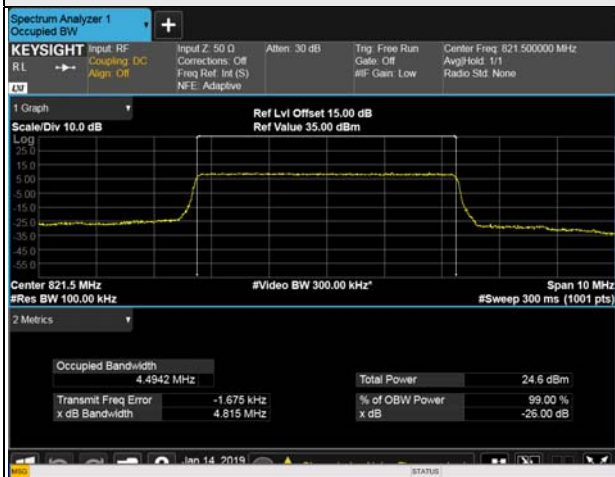 Spectrum Analyzer 1
Occupied BW
KEYSIGHT
RL
LXI
Input: RF
Coupling: DC
Align: Off
Input Z: 50 Ω
Corrections: Off
Freq Ref: Int (S)
NFE: Adaptive
Atten: 30 dB
Trig: Free Run
Gate: Off
#IF Gain: Low
Center Freq: 821.500000 MHz
Avg|Hold: 1/1
Radio Std: None
1 Graph
Scale/Div 10.0 dB
Ref Lvl Offset 15.00 dB
Ref Value 35.00 dBm
Log
25.0
15.0
5.00
-5.00
-15.0
-25.0
-35.0
-45.0
-55.0
Center 821.5 MHz
#Res BW 100.00 kHz
#Video BW 300.00 kHz*
Span 10 MHz
#Sweep 300 ms (1001 pts)
2 Metrics
Occupied Bandwidth
4.4942 MHz
Total Power 24.6 dBm
Transmit Freq Error -1.675 kHz
% of OBW Power 99.00 %
x dB Bandwidth 4.815 MHz
x dB -26.00 dB
Jan 14, 2019
MSG
STATUS